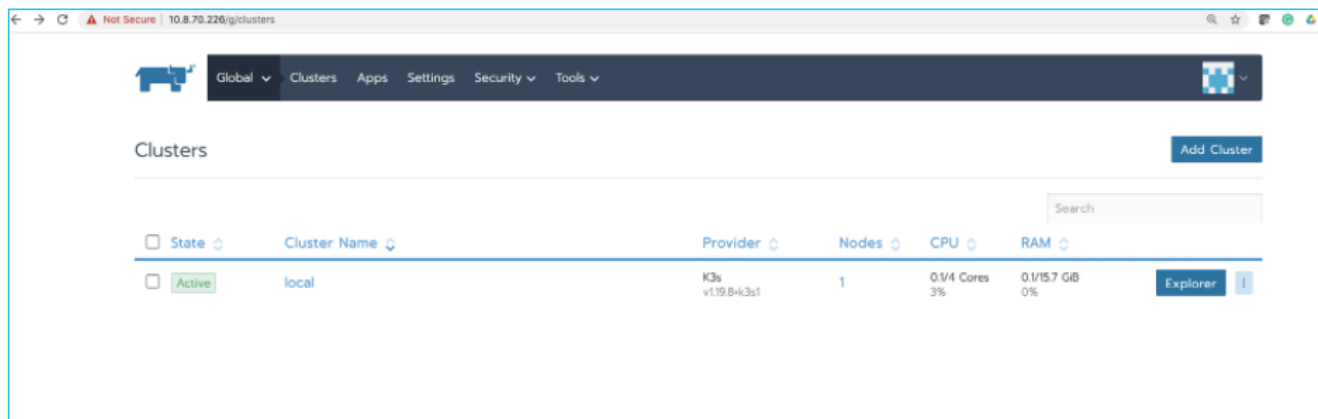 Not Secure 10.8.70.226/g/clusters
Global Clusters Apps Settings Security Tools
Clusters Add Cluster
Search
State Cluster Name Provider Nodes CPU RAM
Active local K3s 1 0.1/4 Cores 0.1/15.7 GiB Explorer
v1.19.8+k3s1 3% 0%